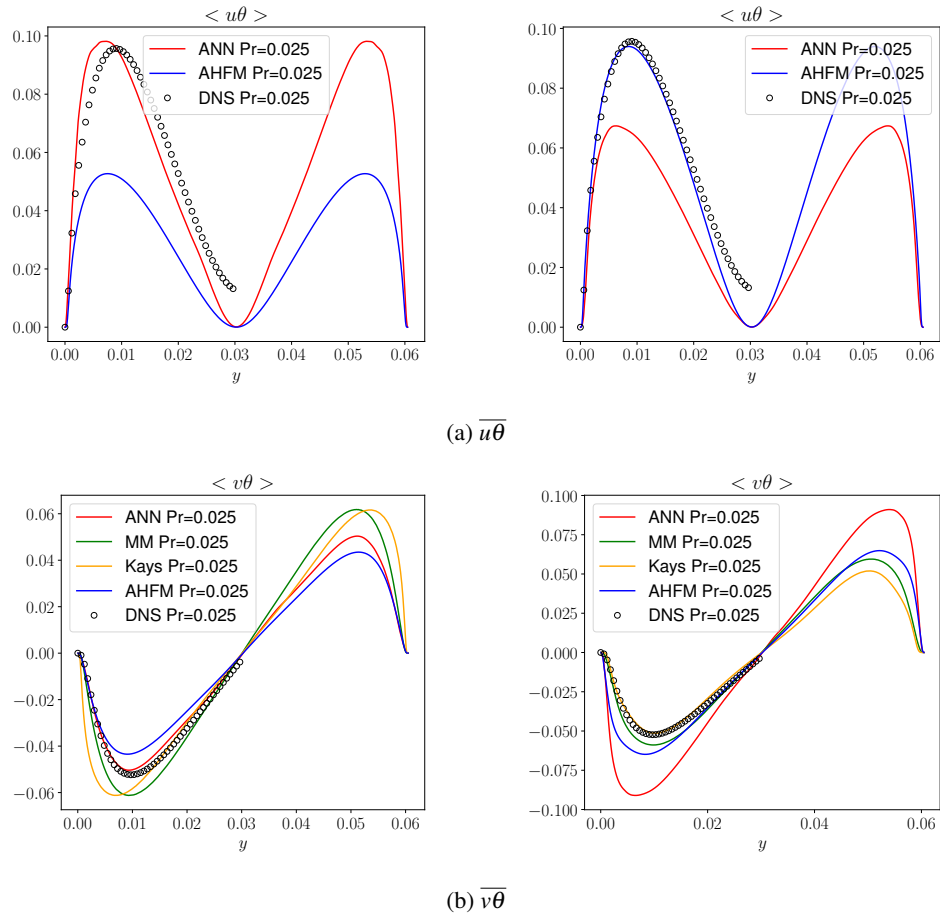 < uθ >
< uθ >
0.10
0.08
0.06
0.04
0.02
0.00
ANN Pr=0.025
AHFM Pr=0.025
DNS Pr=0.025
0.00 0.01 0.02 0.03 0.04 0.05 0.06
y
0.10
0.08
0.06
0.04
0.02
0.00
ANN Pr=0.025
AHFM Pr=0.025
DNS Pr=0.025
0.00 0.01 0.02 0.03 0.04 0.05 0.06
y
(a) \overline{uθ}
< vθ >
< vθ >
0.06
0.04
0.02
0.00
−0.02
−0.04
−0.06
ANN Pr=0.025
MM Pr=0.025
Kays Pr=0.025
AHFM Pr=0.025
DNS Pr=0.025
0.00 0.01 0.02 0.03 0.04 0.05 0.06
y
0.100
0.075
0.050
0.025
0.000
−0.025
−0.050
−0.075
−0.100
ANN Pr=0.025
MM Pr=0.025
Kays Pr=0.025
AHFM Pr=0.025
DNS Pr=0.025
0.00 0.02 0.04 0.06
y
(b) \overline{vθ}